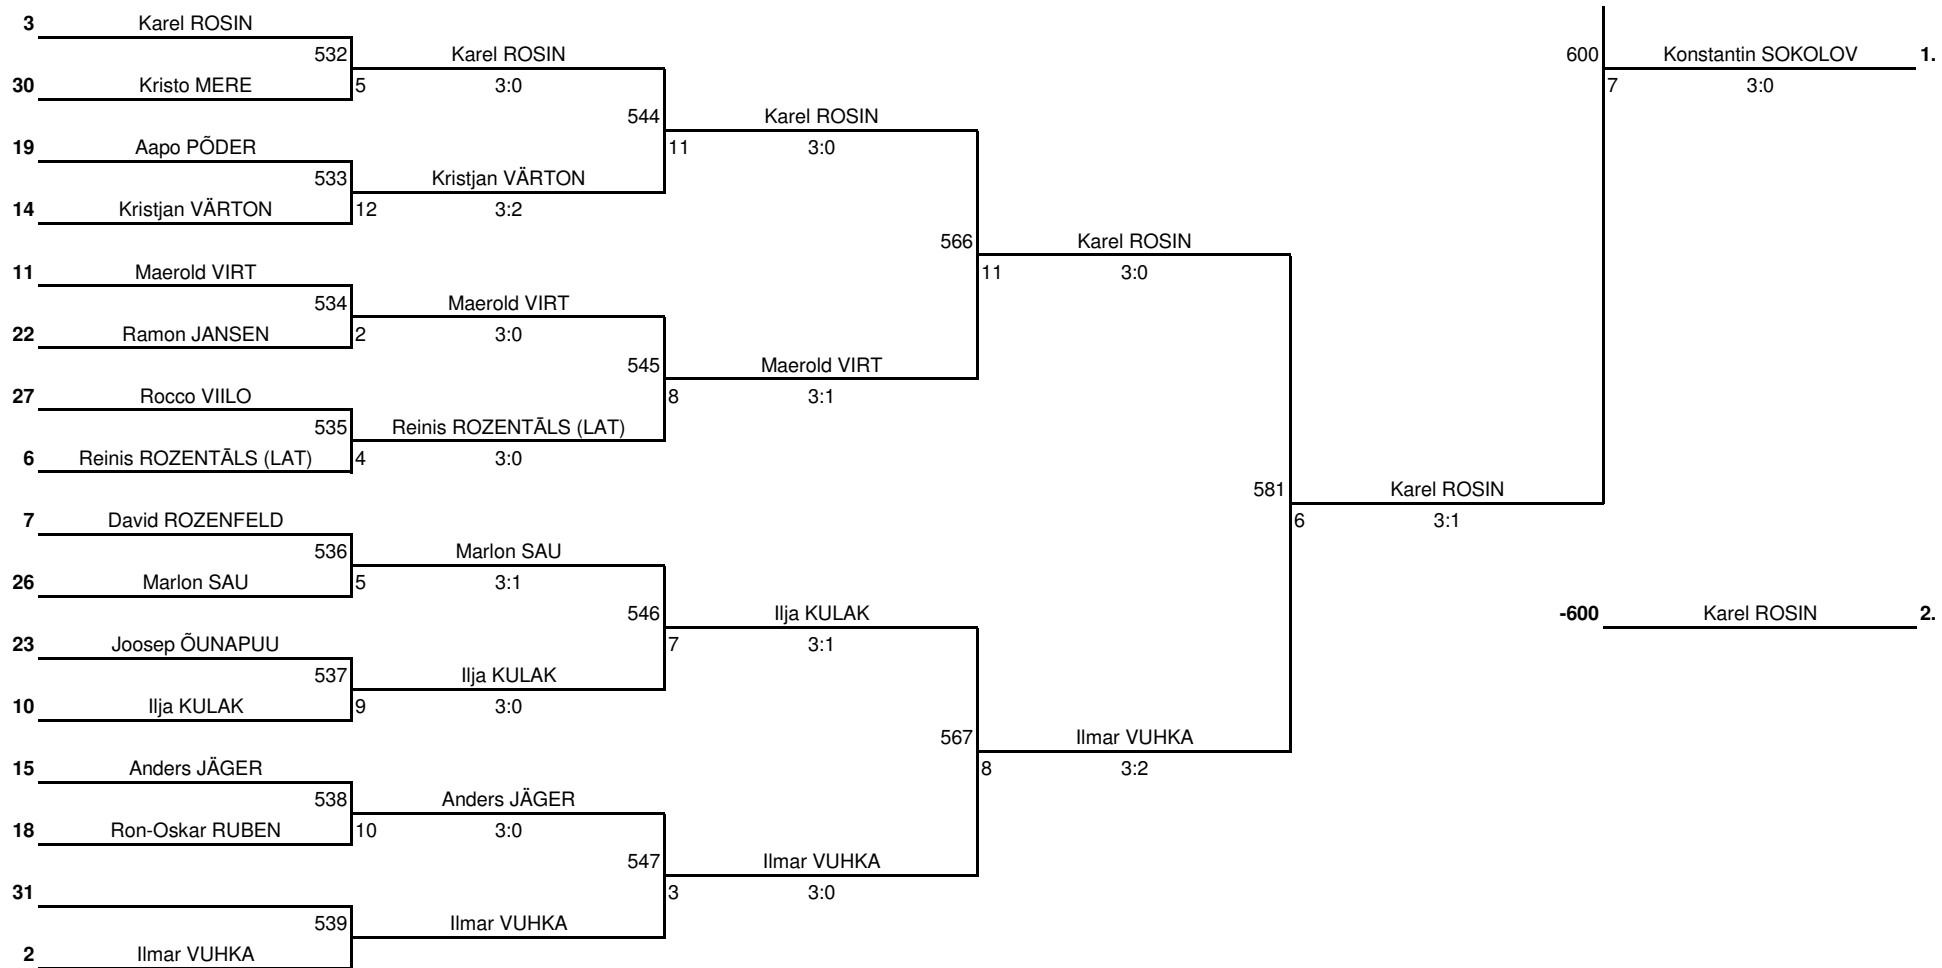 3 Karel ROSIN
600 Konstantin SOKOLOV 1.
532 Karel ROSIN
30 Kristo MERE 5 3:0
7 3:0
544 Karel ROSIN
19 Aapo PÕDER
11 3:0
533 Kristjan VÄRTON
14 Kristjan VÄRTON 12 3:2
566 Karel ROSIN
11 Maerold VIRT
11 3:0
534 Maerold VIRT
22 Ramon JANSEN 2 3:0
545 Maerold VIRT
27 Rocco VIILO
8 3:1
535 Reinis ROZENTĀLS (LAT)
6 Reinis ROZENTĀLS (LAT) 4 3:0
581 Karel ROSIN
7 David ROZENFELD
6 3:1
536 Marlon SAU
26 Marlon SAU 5 3:1
546 Ilja KULAK
-600 Karel ROSIN 2.
23 Joosep ÕUNAPUU
7 3:1
537 Ilja KULAK
10 Ilja KULAK 9 3:0
567 Ilmar VUHKA
15 Anders JÄGER
8 3:2
538 Anders JÄGER
18 Ron-Oskar RUBEN 10 3:0
547 Ilmar VUHKA
31
3 3:0
539 Ilmar VUHKA
2 Ilmar VUHKA